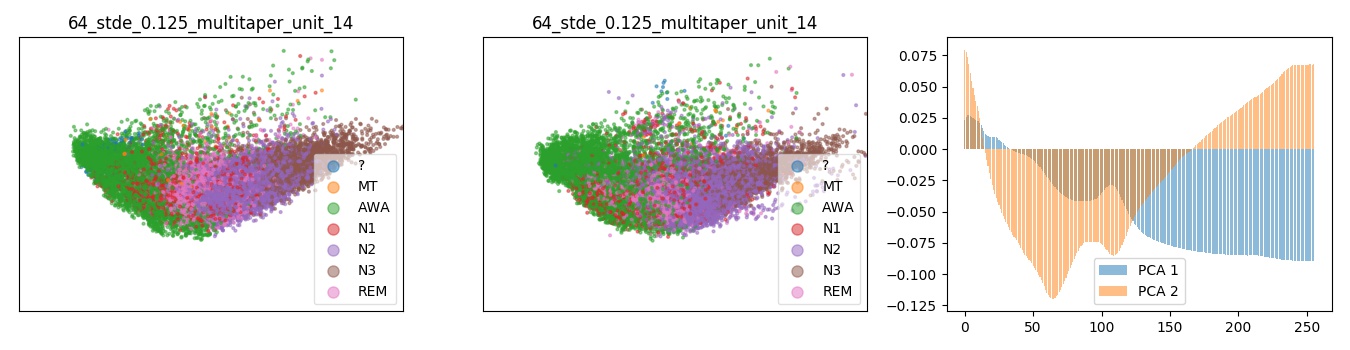 64_stde_0.125_multitaper_unit_14
?
MT
AWA
N1
N2
N3
REM
64_stde_0.125_multitaper_unit_14
?
MT
AWA
N1
N2
N3
REM
0.075
0.050
0.025
0.000
−0.025
−0.050
−0.075
−0.100
−0.125
PCA 1
PCA 2
0
50
100
150
200
250